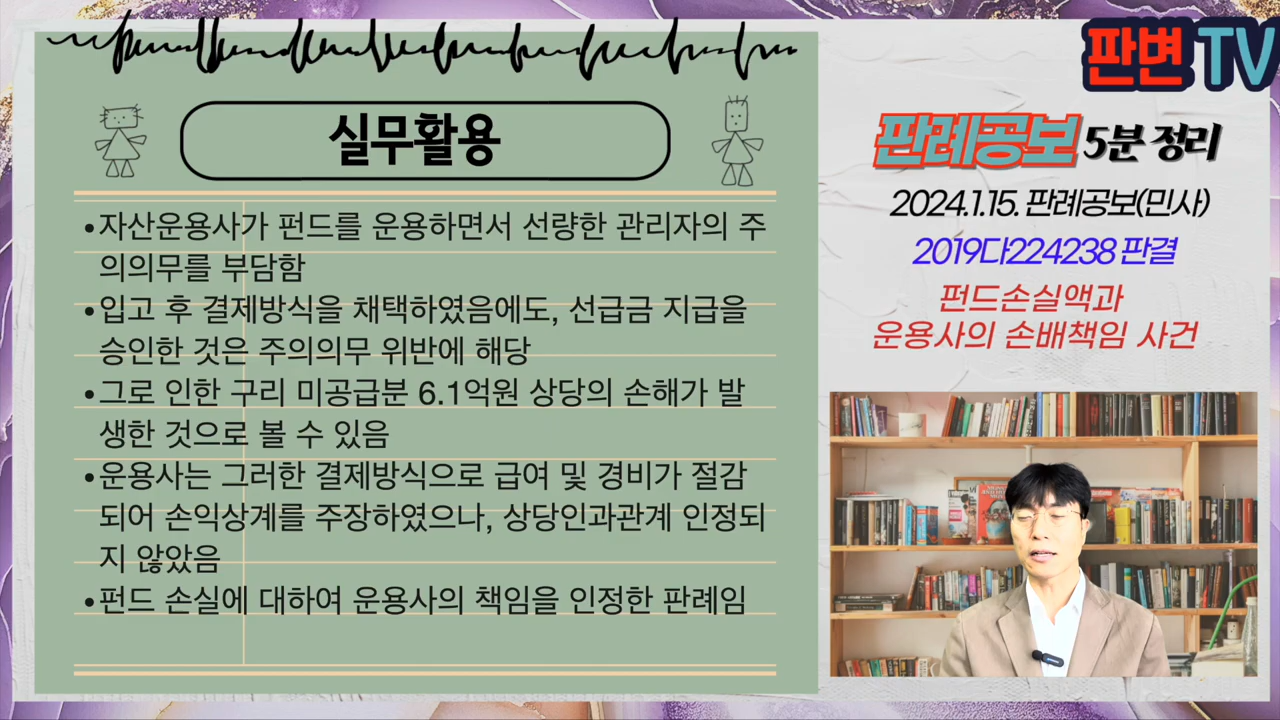 판변 TV
실무활용
•자산운용사가 펀드를 운용하면서 선량한 관리자의 주
의의무를 부담함
•입고 후 결제방식을 채택하였음에도, 선급금 지급을
승인한 것은 주의의무 위반에 해당
•그로 인한 구리 미공급분 6.1억원 상당의 손해가 발
생한 것으로 볼 수 있음
•운용사는 그러한 결제방식으로 급여 및 경비가 절감
되어 손익상계를 주장하였으나, 상당인과관계 인정되
지 않았음
•펀드 손실에 대하여 운용사의 책임을 인정한 판례임
판례공보 5분 정리
2024.1.15. 판례공보(민사)
2019다224238 판결
펀드손실액과
운용사의 손배책임 사건